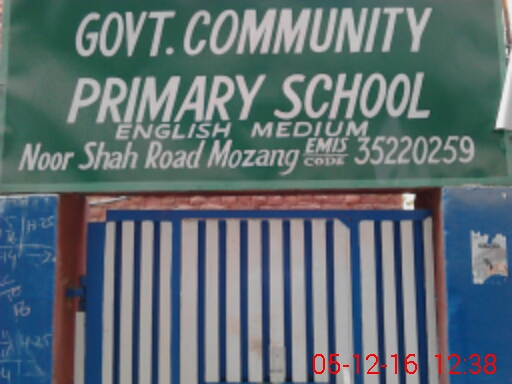 GOVT. COMMUNITY
PRIMARY SCHOOL
ENGLISH MEDIUM
Noor Shah Road Mozang EMIS CODE 35220259
05-12-16 12:38